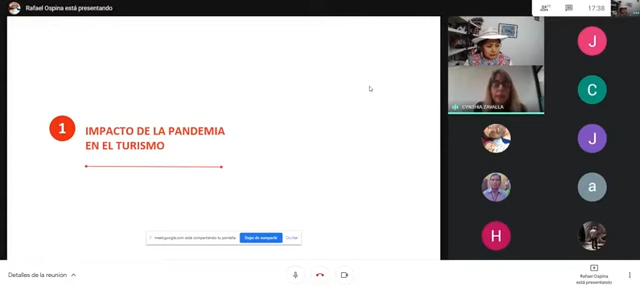 Rafael Ospina está presentando
17:38
1
IMPACTO DE LA PANDEMIA
EN EL TURISMO
meet.google.com está compartiendo tu pantalla
Dejar de compartir
Ocultar
CYNTHIA ZAVALLA
J
C
J
a
H
Detalles de la reunión
Rafael Ospina
está presentando